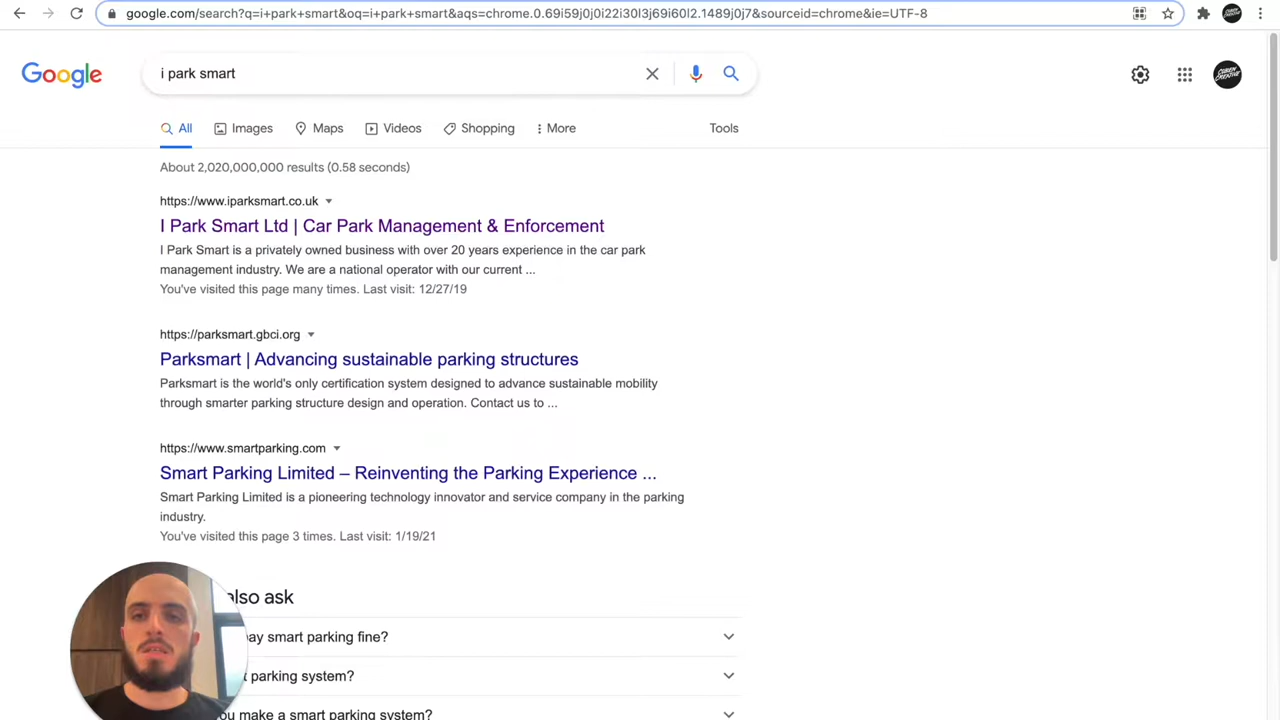 google.com/search?q=i+park+smart&oq=i+park+smart&aqs=chrome.0.69i59j0j0i22i30l3j69i60l2.1489j0j7&sourceid=chrome&ie=UTF-8
Google
i park smart
All
Images
Maps
Videos
Shopping
More
Tools
About 2,020,000,000 results (0.58 seconds)
https://www.iparksmart.co.uk
I Park Smart Ltd | Car Park Management & Enforcement
I Park Smart is a privately owned business with over 20 years experience in the car park
management industry. We are a national operator with our current ...
You've visited this page many times. Last visit: 12/27/19
https://parksmart.gbci.org
Parksmart | Advancing sustainable parking structures
Parksmart is the world's only certification system designed to advance sustainable mobility
through smarter parking structure design and operation. Contact us to ...
https://www.smartparking.com
Smart Parking Limited – Reinventing the Parking Experience ...
Smart Parking Limited is a pioneering technology innovator and service company in the parking
industry.
You've visited this page 3 times. Last visit: 1/19/21
also ask
smart parking fine?
parking system?
make a smart parking system?